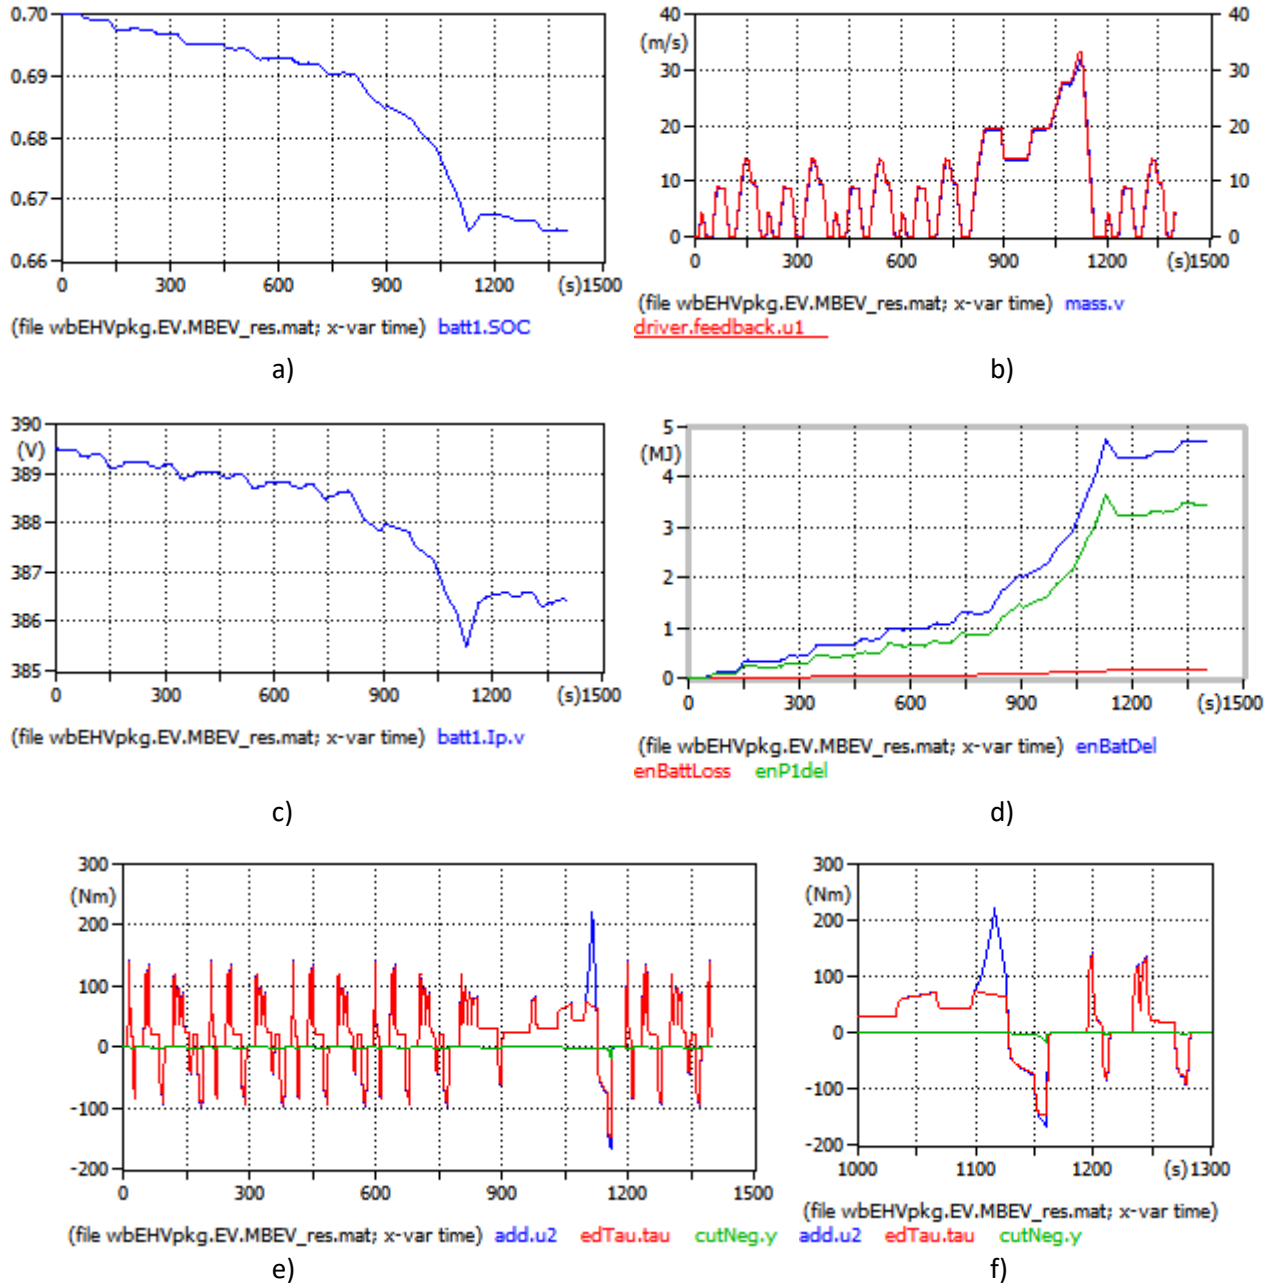 0.70
0.69
0.68
0.67
0.66
0 300 600 900 1200 (s)1500
(file wbEHVpkg.EV.MBEV_res.mat; x-var time) batt1.SOC
a)
40 40
(m/s)
30 30
20 20
10 10
0 0
0 300 600 900 1200 (s) 1500
(file wbEHVpkg.EV.MBEV_res.mat; x-var time) mass.v
driver.feedback.u1
b)
390
(V)
389
388
387
386
385
0 300 600 900 1200 (s)1500
(file wbEHVpkg.EV.MBEV_res.mat; x-var time) batt1.Ip.v
c)
5
(MJ)
4
3
2
1
0
0 300 600 900 1200 (s)1500
(file wbEHVpkg.EV.MBEV_res.mat; x-var time) enBatDel
enBattLoss enP1del
d)
300
(Nm)
200
100
0
-100
-200
0 300 600 900 1200 1500
(file wbEHVpkg.EV.MBEV_res.mat; x-var time) add.u2 edTau.tau cutNeg.y
e)
300
(Nm)
200
100
0
-100
-200
1000 1100 1200 (s) 1300
(file wbEHVpkg.EV.MBEV_res.mat; x-var time)
add.u2 edTau.tau cutNeg.y
f)